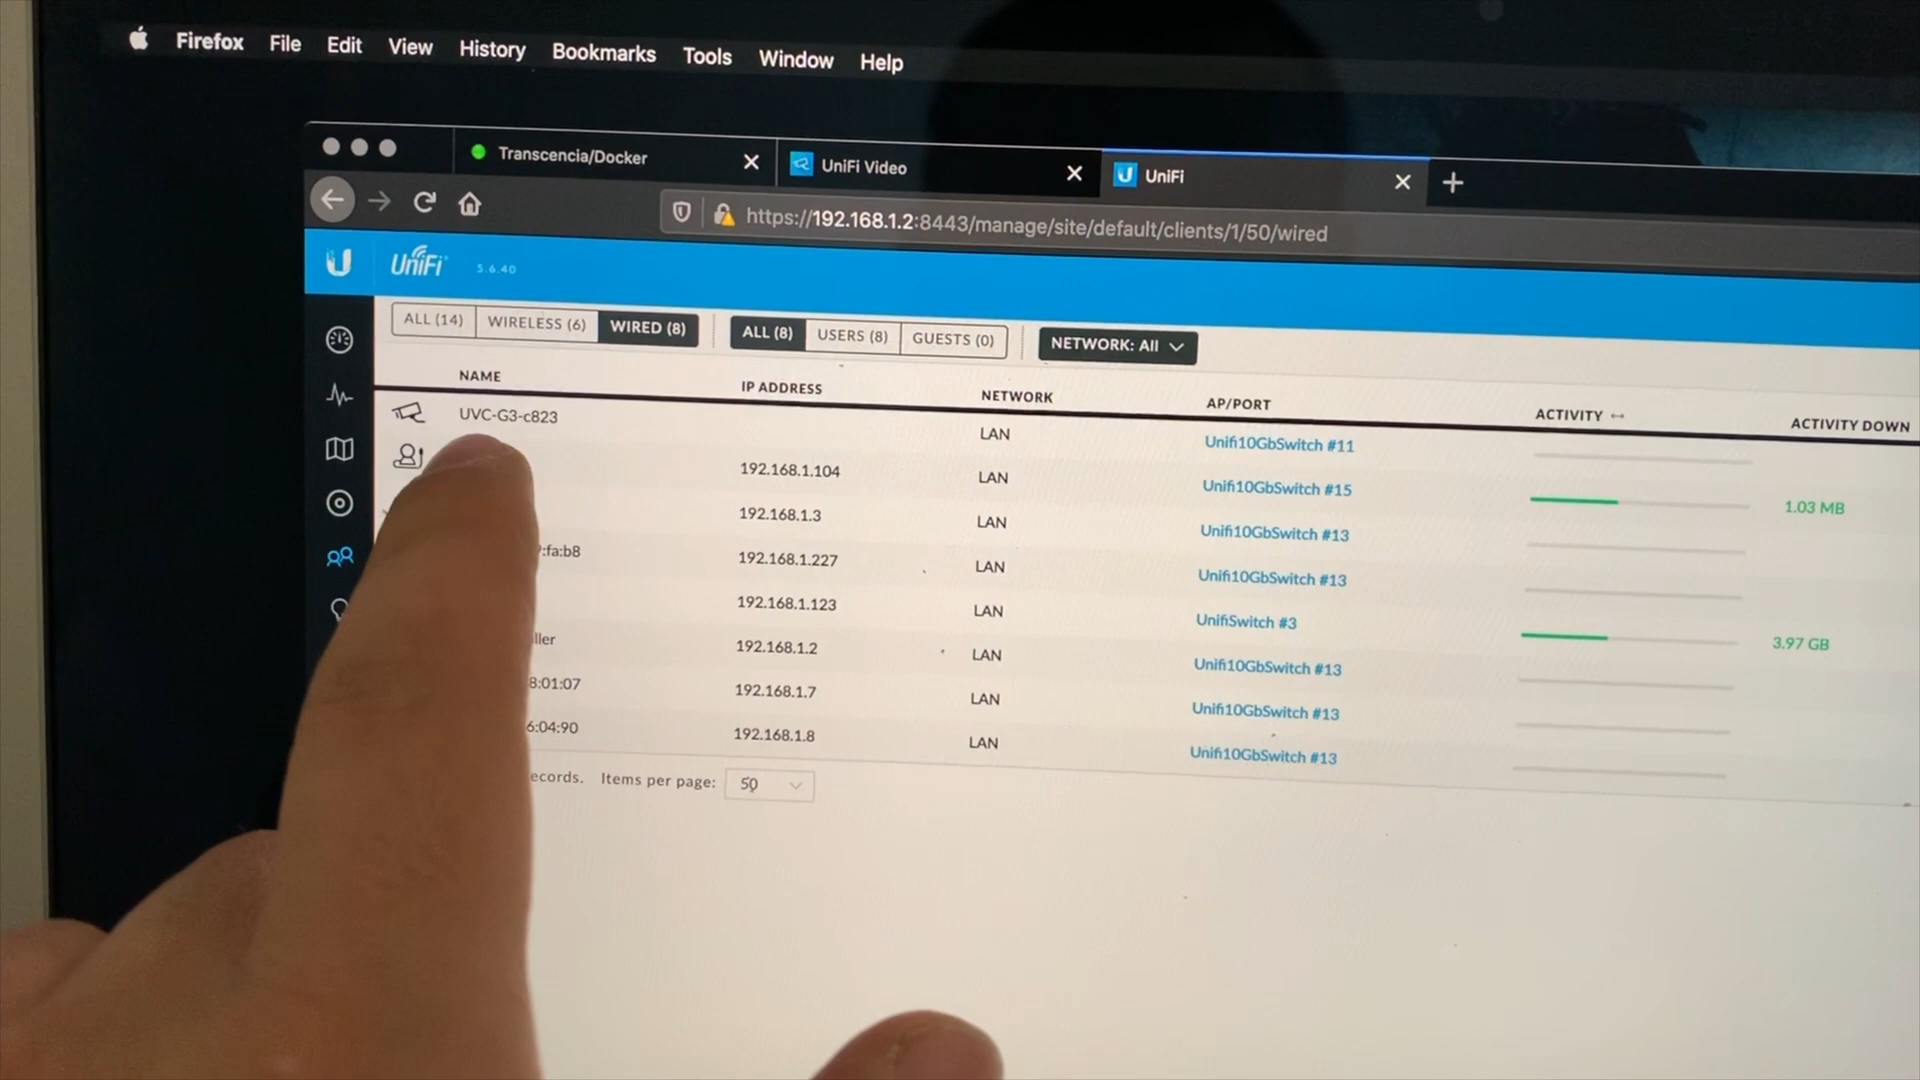 Firefox File Edit View History Bookmarks Tools Window Help
Transcencia/Docker UniFi Video UniFi
https://192.168.1.2:8443/manage/site/default/clients/1/50/wired
UniFi 5.6.40
ALL (14) WIRELESS (6) WIRED (8) ALL (8) USERS (8) GUESTS (0) NETWORK: All
NAME IP ADDRESS NETWORK AP/PORT ACTIVITY ACTIVITY DOWN
UVC-G3-c823 LAN Unifi10GbSwitch #11
192.168.1.104 LAN Unifi10GbSwitch #15 1.03 MB
192.168.1.3 LAN Unifi10GbSwitch #13
:fa:b8 192.168.1.227 LAN Unifi10GbSwitch #13
192.168.1.123 LAN UnifiSwitch #3 3.97 GB
ller 192.168.1.2 LAN Unifi10GbSwitch #13
8:01:07 192.168.1.7 LAN Unifi10GbSwitch #13
6:04:90 192.168.1.8 LAN Unifi10GbSwitch #13
ecords. Items per page: 50